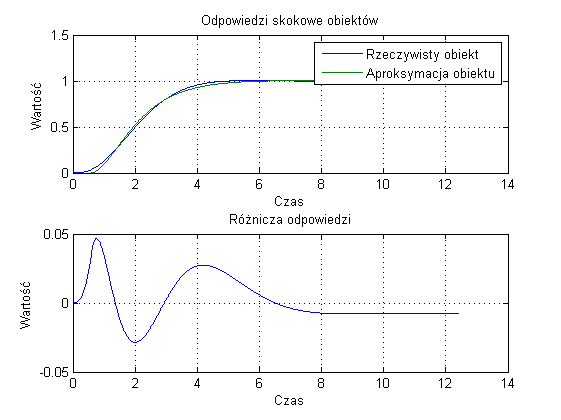 Odpowiedzi skokowe obiektów
Wartość
1.5
1
0.5
0
Rzeczywisty obiekt
Aproksymacja obiektu
0 2 4 6 8 10 12 14
Czas
Różnicza odpowiedzi
Wartość
0.05
0
-0.05
0 2 4 6 8 10 12 14
Czas